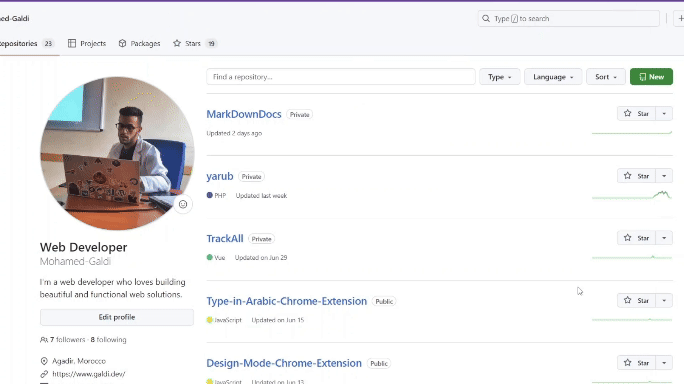 ed-Galdi
Type / to search
Repositories 23
Projects
Packages
Stars 19
Find a repository...
Type
Language
Sort
New
MarkDownDocs Private
Star
Updated 2 days ago
yarub Private
Star
PHP Updated last week
TrackAll Private
Star
Vue Updated on Jun 29
Web Developer
Mohamed-Galdi
I'm a web developer who loves building
beautiful and functional web solutions.
Edit profile
7 followers · 8 following
Agadir, Morocco
https://www.galdi.dev/
Type-in-Arabic-Chrome-Extension Public
Star
JavaScript Updated on Jun 15
Design-Mode-Chrome-Extension Public
Star
JavaScript Updated on Jun 13